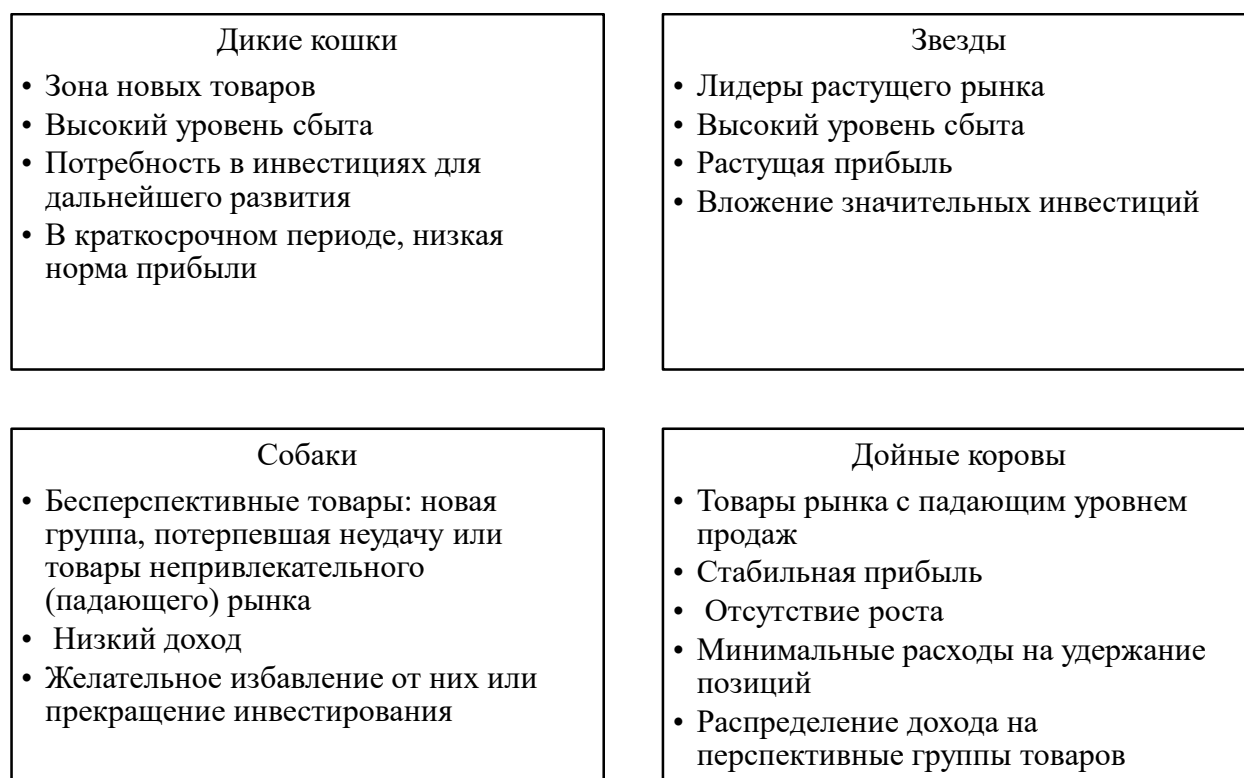 Дикие кошки
• Зона новых товаров
• Высокий уровень сбыта
• Потребность в инвестициях для
дальнейшего развития
• В краткосрочном периоде, низкая
норма прибыли
Звезды
• Лидеры растущего рынка
• Высокий уровень сбыта
• Растущая прибыль
• Вложение значительных инвестиций
Собаки
• Бесперспективные товары: новая
группа, потерпевшая неудачу или
товары непривлекательного
(падающего) рынка
• Низкий доход
• Желательное избавление от них или
прекращение инвестирования
Дойные коровы
• Товары рынка с падающим уровнем
продаж
• Стабильная прибыль
• Отсутствие роста
• Минимальные расходы на удержание
позиций
• Распределение дохода на
перспективные группы товаров